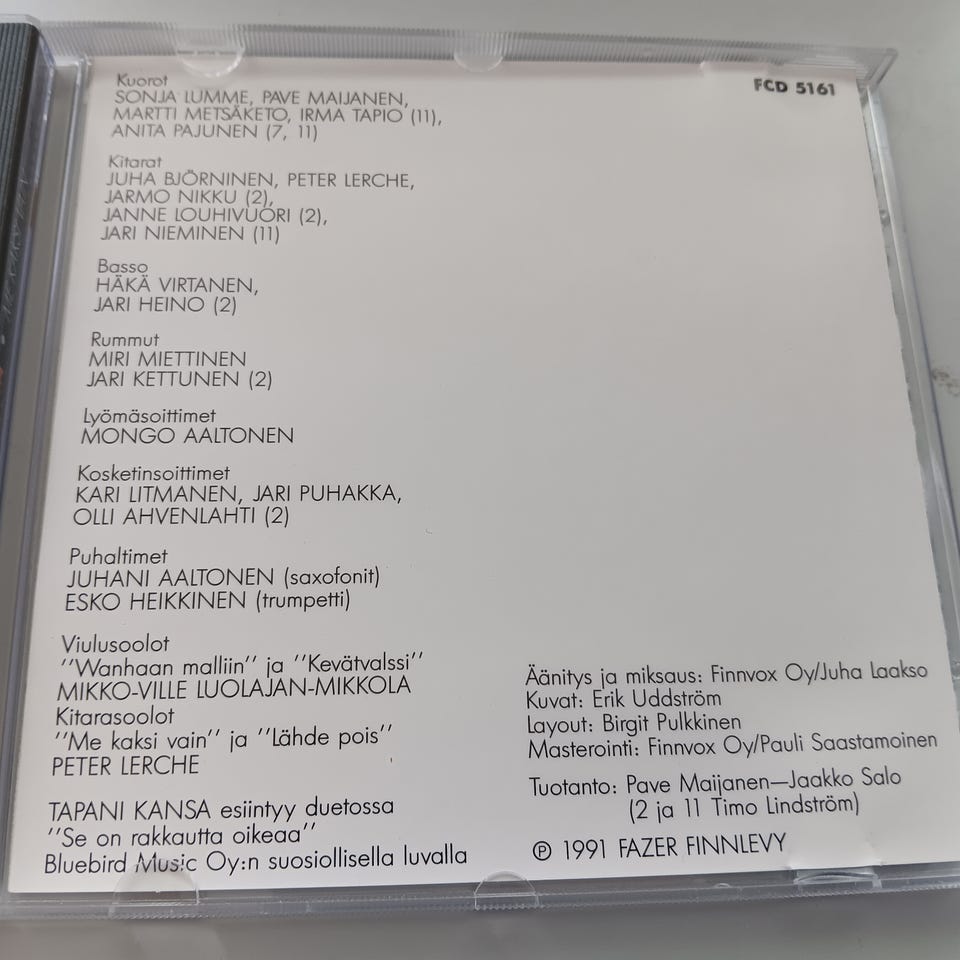 Kuorot
SONJA LUMME, PAVE MAIJANEN,
MARTTI METSÄKETO, IRMA TAPIO (11),
ANITA PAJUNEN (7, 11)
Kitarat
JUHA BJÖRNINEN, PETER LERCHE,
JARMO NIKKU (2),
JANNE LOUHIVUORI (2),
JARI NIEMINEN (11)
Basso
HÄKÄ VIRTANEN,
JARI HEINO (2)
Rummut
MIRI MIETTINEN
JARI KETTUNEN (2)
Lyömäsoittimet
MONGO AALTONEN
Kosketinsoittimet
KARI LITMANEN, JARI PUHAKKA,
OLLI AHVENLAHTI (2)
Puhaltimet
JUHANI AALTONEN (saxofonit)
ESKO HEIKKINEN (trumpetti)
Viulusoolot
''Wanhaan malliin'' ja ''Kevätvalssi''
MIKKO-VILLE LUOLAJAN-MIKKOLA
Kitarasoolot
''Me kaksi vain'' ja ''Lähde pois''
PETER LERCHE
TAPANI KANSA esiintyy duetossa
''Se on rakkautta oikeaa''
Bluebird Music Oy:n suosiollisella luvalla
FCD 5161
Äänitys ja miksaus: Finnvox Oy/Juha Laakso
Kuvat: Erik Uddström
Layout: Birgit Pulkkinen
Masterointi: Finnvox Oy/Pauli Saastamoinen
Tuotanto: Pave Maijanen—Jaakko Salo
(2 ja 11 Timo Lindström)
℗ 1991 FAZER FINNLEVY